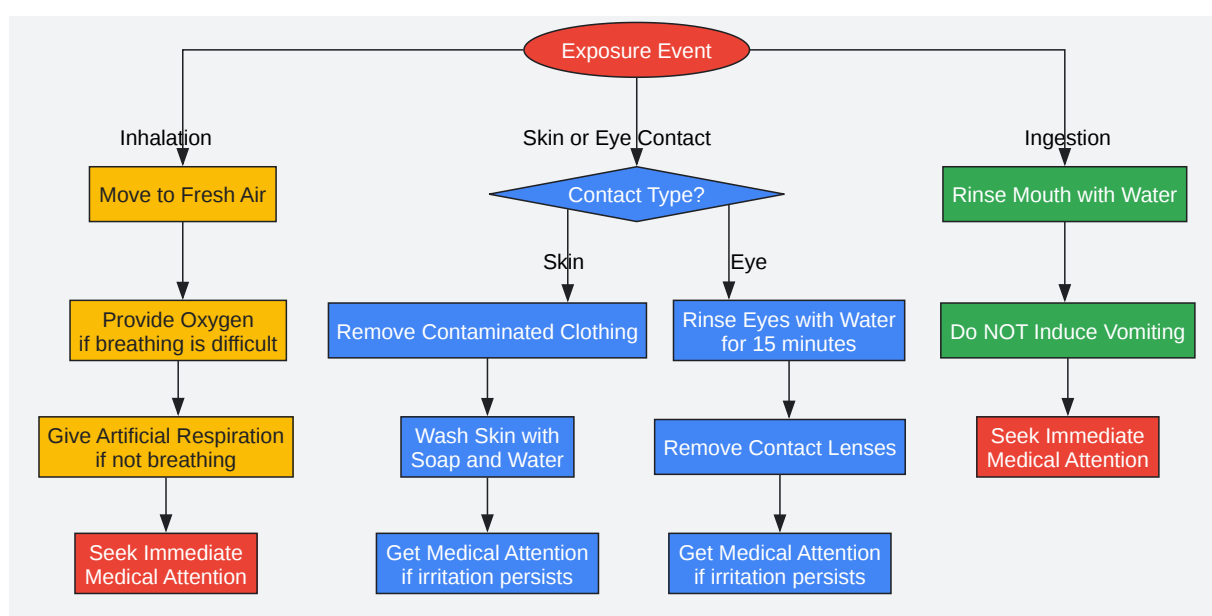 Exposure Event
Inhalation
Skin or Eye Contact
Ingestion
Move to Fresh Air
Contact Type?
Rinse Mouth with Water
Skin
Eye
Provide Oxygen
if breathing is difficult
Remove Contaminated Clothing
Rinse Eyes with Water
for 15 minutes
Do NOT Induce Vomiting
Give Artificial Respiration
if not breathing
Wash Skin with
Soap and Water
Remove Contact Lenses
Seek Immediate
Medical Attention
Seek Immediate
Medical Attention
Get Medical Attention
if irritation persists
Get Medical Attention
if irritation persists